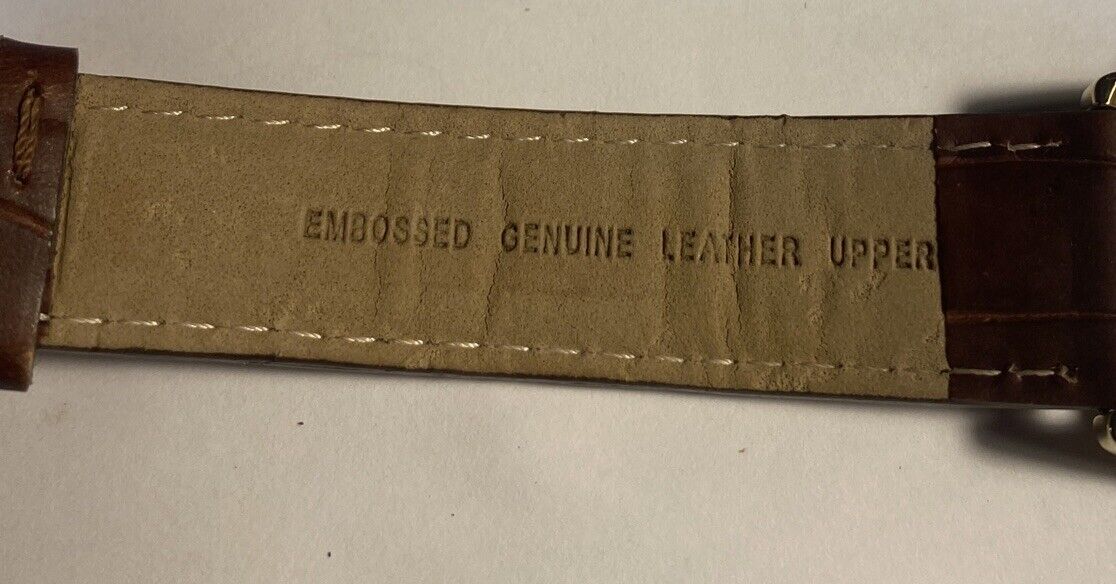 EMBOSSED GENUINE LEATHER UPPER